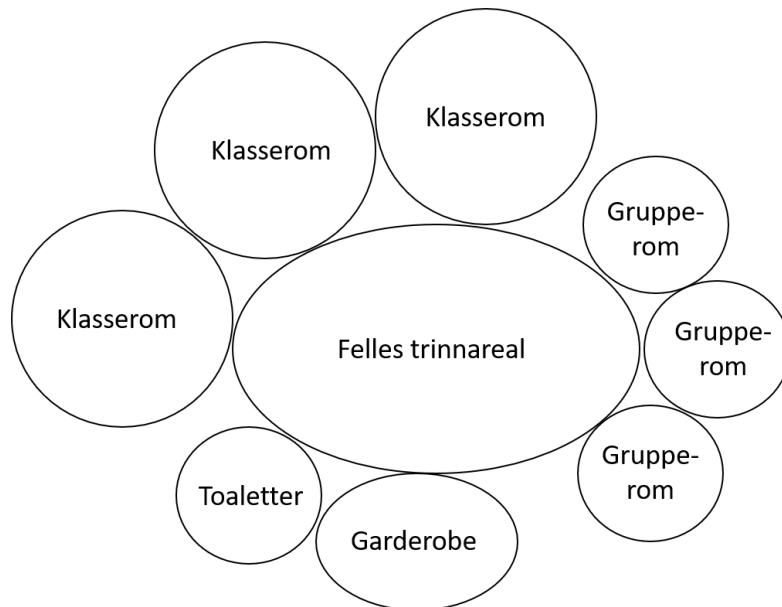 Klasserom
Klasserom
Gruppe-
rom
Klasserom
Felles trinnareal
Gruppe-
rom
Gruppe-
rom
Toaletter
Garderobe